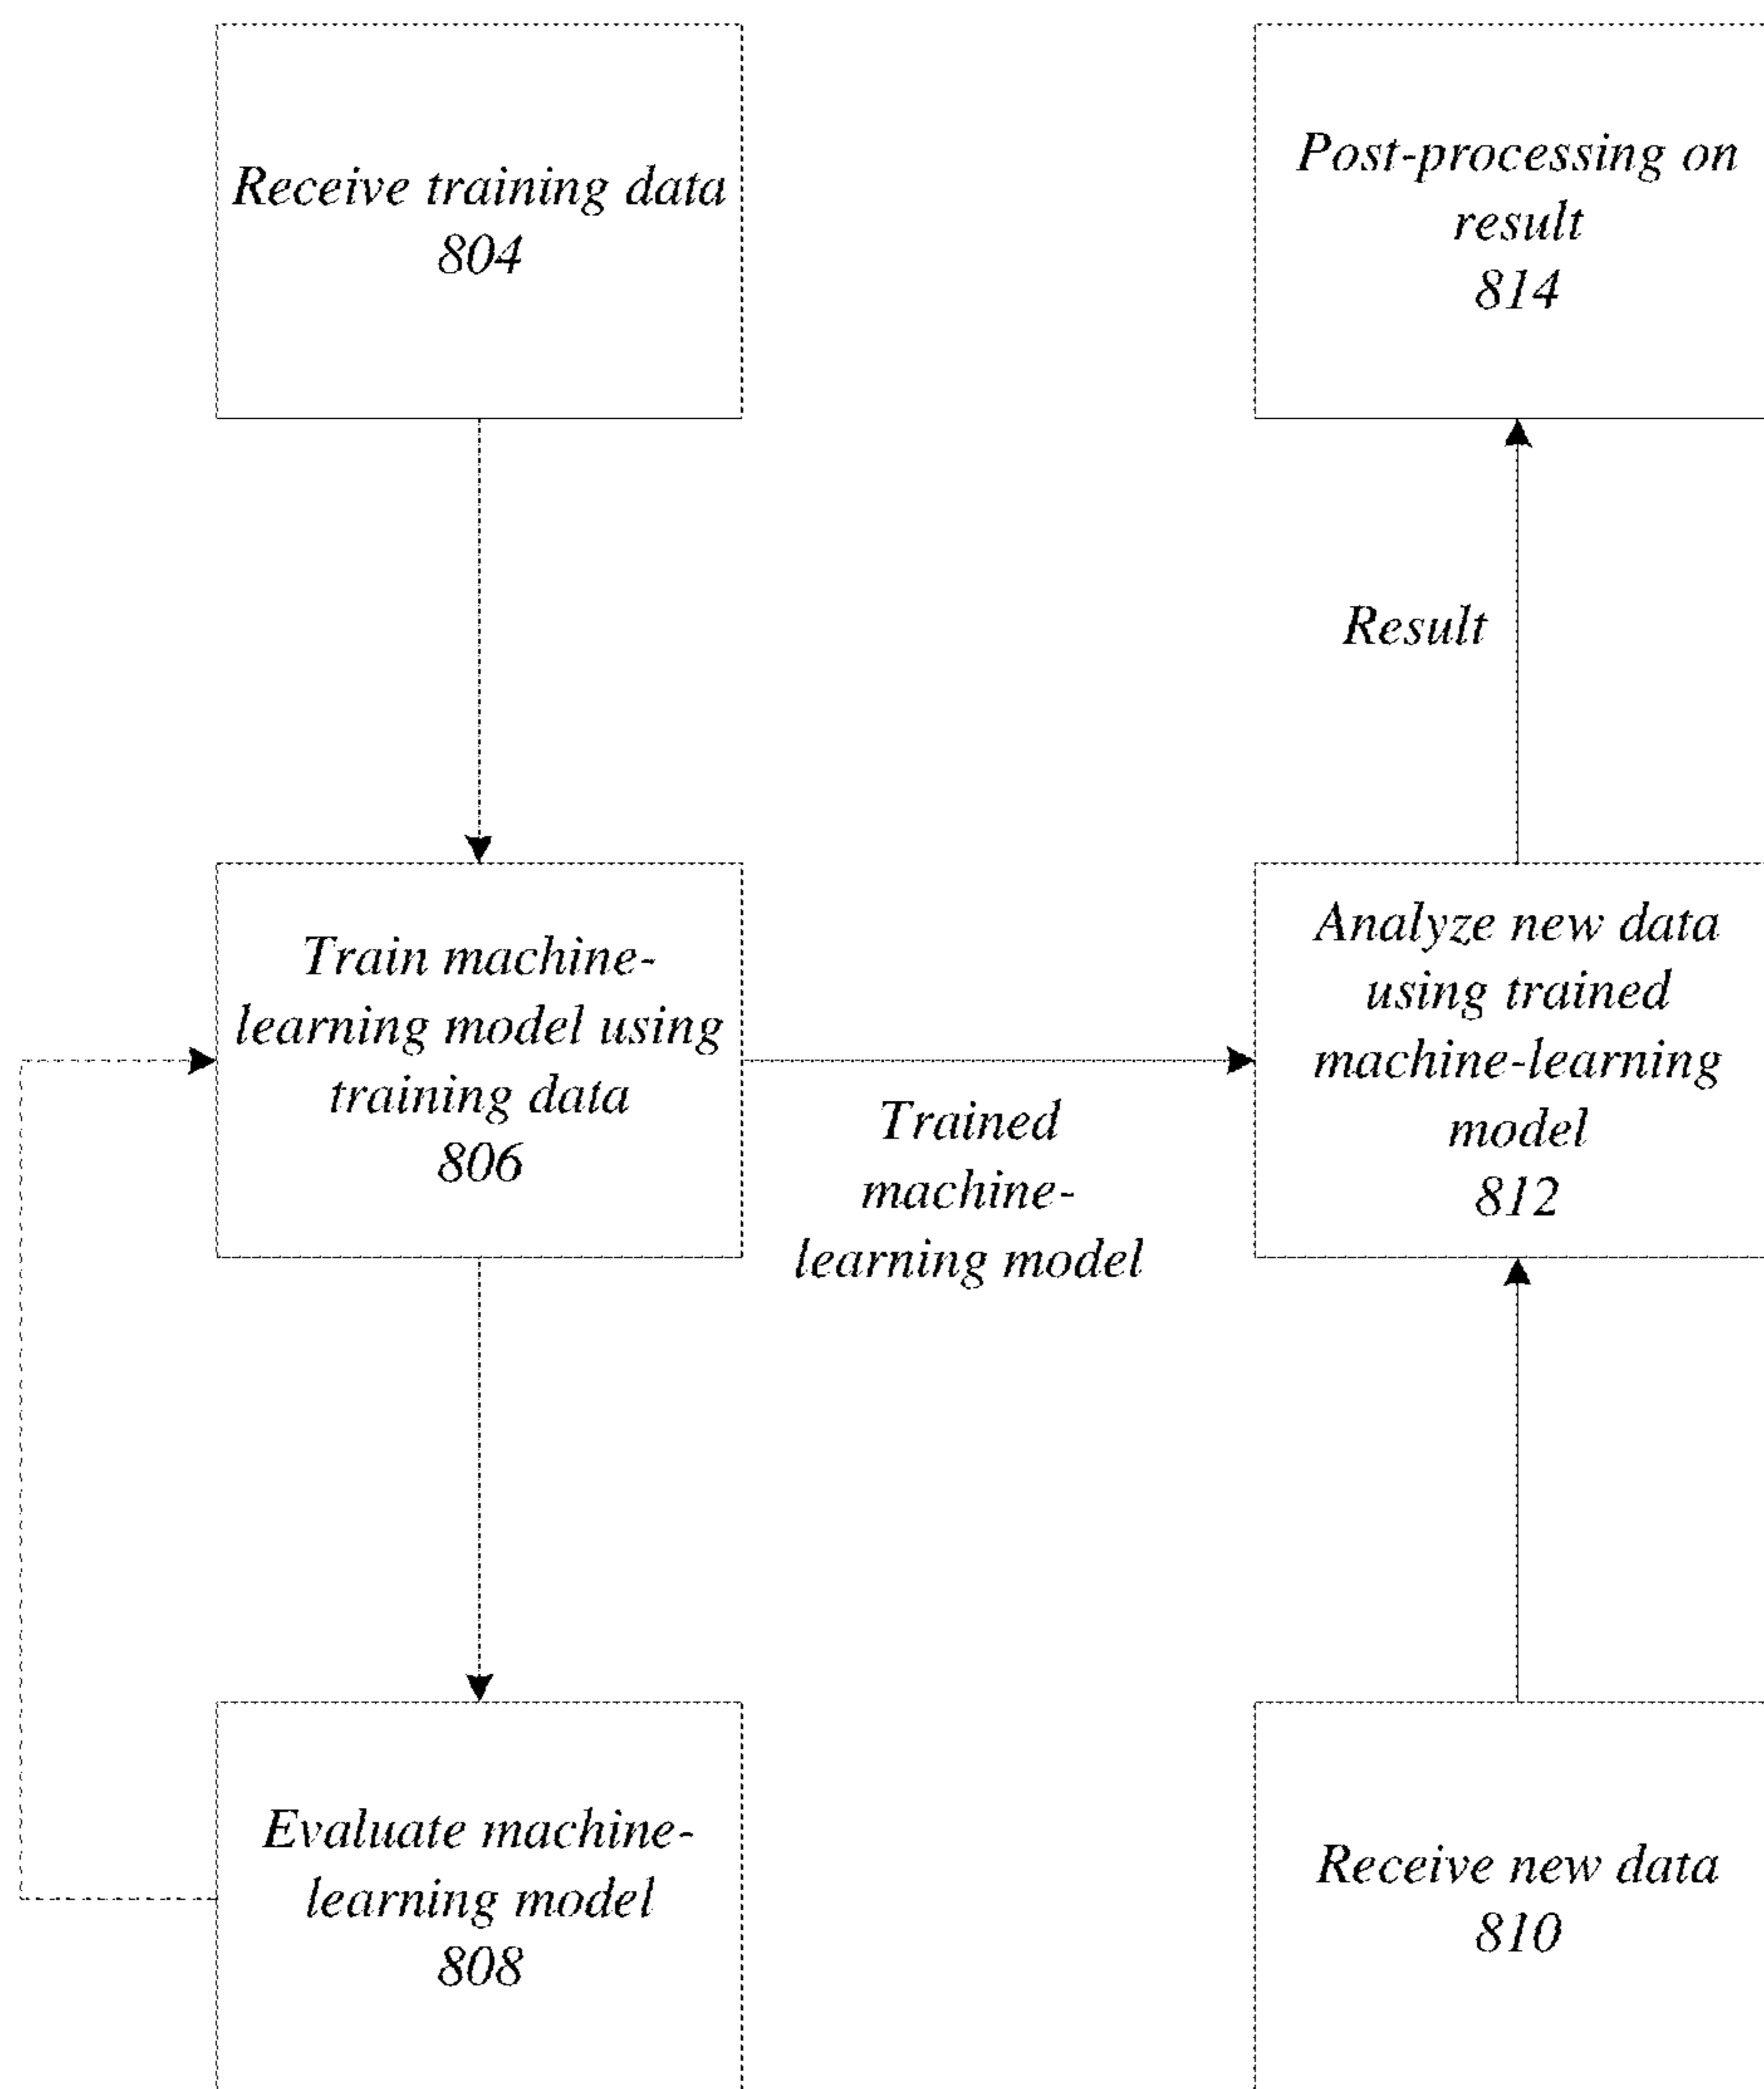 Receive training data
804
Train machine-
learning model using
training data
806
Evaluate machine-
learning model
808
Trained
machine-
learning model
Post-processing on
result
814
Result
Analyze new data
using trained
machine-learning
model
812
Receive new data
810